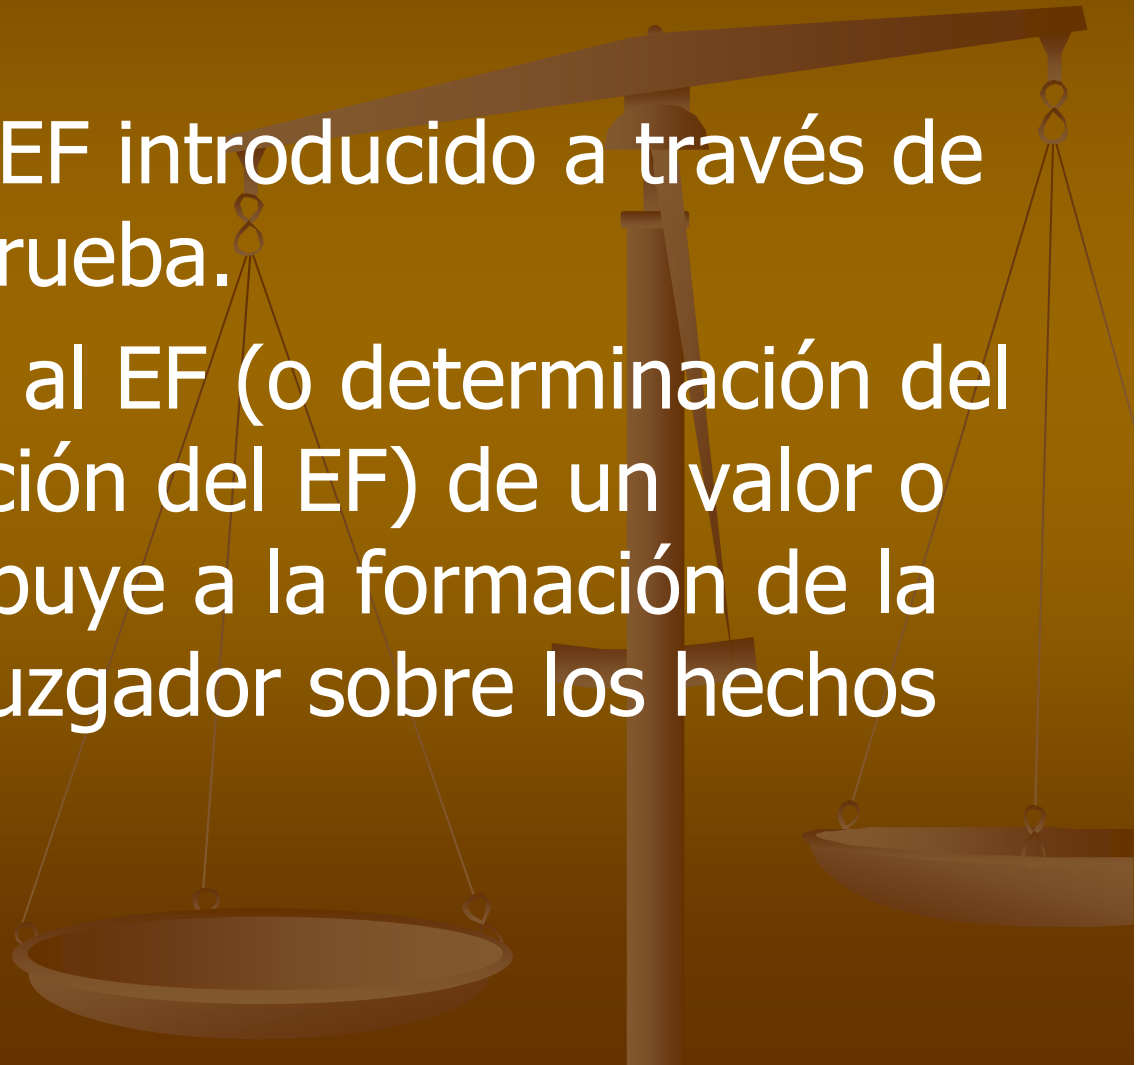 EF introducido a través de
rueba.
al EF (o determinación del
ción del EF) de un valor o
buye a la formación de la
uzgador sobre los hechos